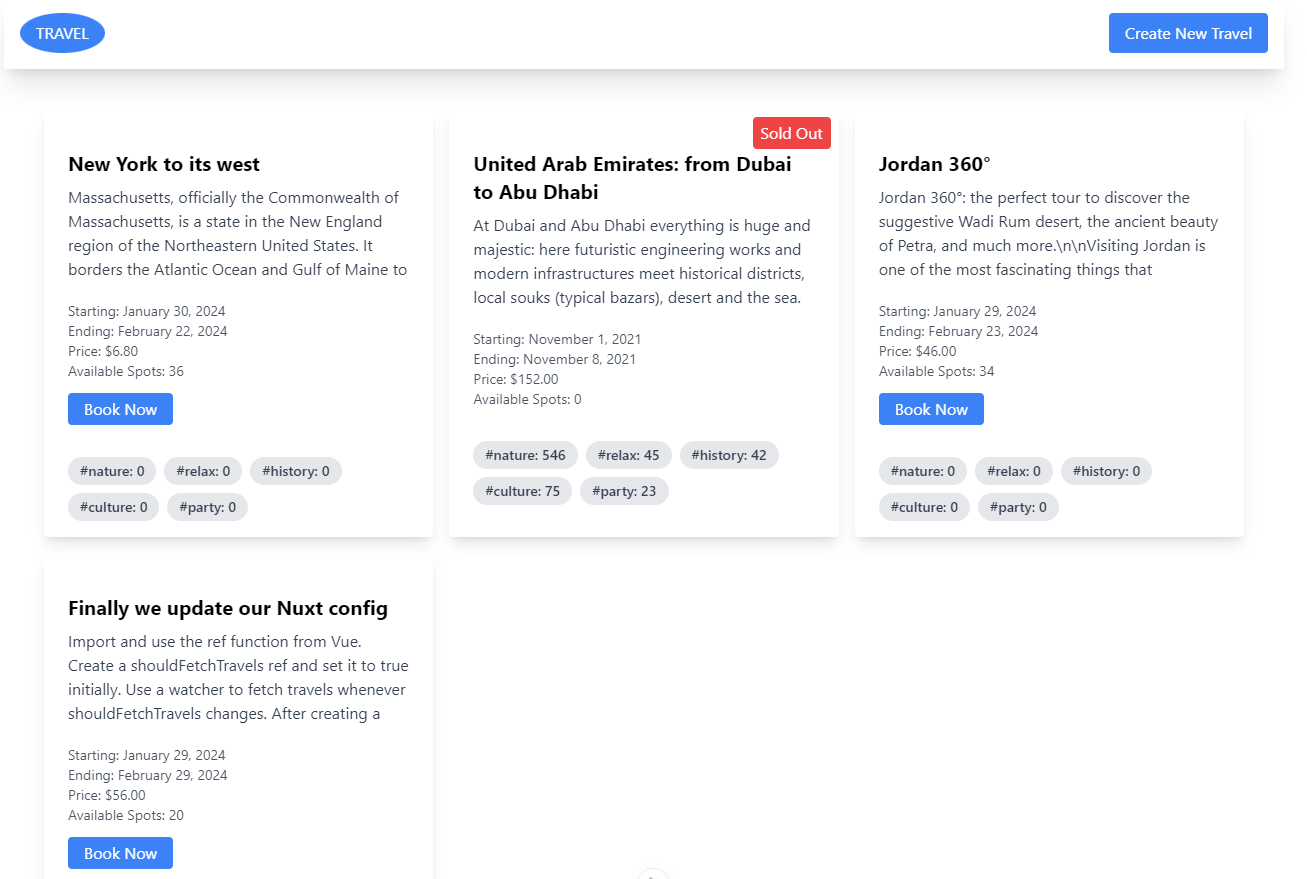 TRAVEL
Create New Travel
New York to its west
Massachusetts, officially the Commonwealth of
Massachusetts, is a state in the New England
region of the Northeastern United States. It
borders the Atlantic Ocean and Gulf of Maine to
Starting: January 30, 2024
Ending: February 22, 2024
Price: $6.80
Available Spots: 36
Book Now
#nature: 0
#relax: 0
#history: 0
#culture: 0
#party: 0
Sold Out
United Arab Emirates: from Dubai
to Abu Dhabi
At Dubai and Abu Dhabi everything is huge and
majestic: here futuristic engineering works and
modern infrastructures meet historical districts,
local souks (typical bazars), desert and the sea.
Starting: November 1, 2021
Ending: November 8, 2021
Price: $152.00
Available Spots: 0
#nature: 546
#relax: 45
#history: 42
#culture: 75
#party: 23
Jordan 360°
Jordan 360°: the perfect tour to discover the
suggestive Wadi Rum desert, the ancient beauty
of Petra, and much more.\n\nVisiting Jordan is
one of the most fascinating things that
Starting: January 29, 2024
Ending: February 23, 2024
Price: $46.00
Available Spots: 34
Book Now
#nature: 0
#relax: 0
#history: 0
#culture: 0
#party: 0
Finally we update our Nuxt config
Import and use the ref function from Vue.
Create a shouldFetchTravels ref and set it to true
initially. Use a watcher to fetch travels whenever
shouldFetchTravels changes. After creating a
Starting: January 29, 2024
Ending: February 29, 2024
Price: $56.00
Available Spots: 20
Book Now